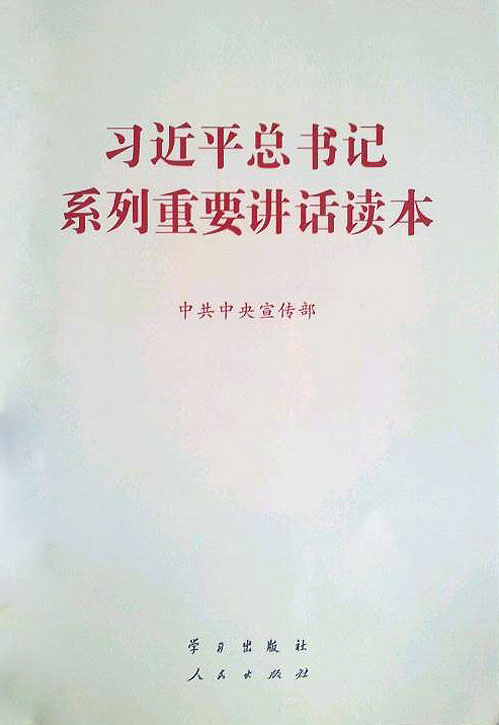 习近平总书记
系列重要讲话读本
中共中央宣传部
学习出版社
人民出版社